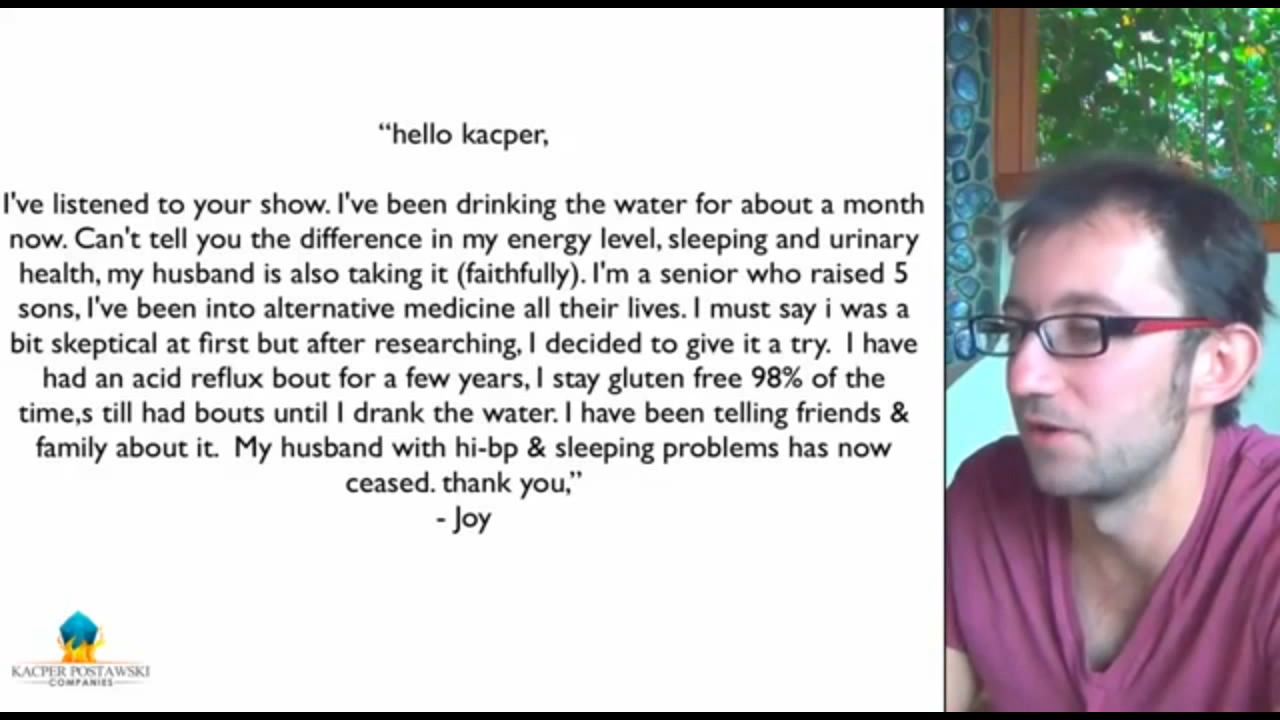 “hello kacper,
I've listened to your show. I've been drinking the water for about a month
now. Can't tell you the difference in my energy level, sleeping and urinary
health, my husband is also taking it (faithfully). I'm a senior who raised 5
sons, I've been into alternative medicine all their lives. I must say i was a
bit skeptical at first but after researching, I decided to give it a try.  I have
had an acid reflux bout for a few years, I stay gluten free 98% of the
time,s till had bouts until I drank the water. I have been telling friends &
family about it.  My husband with hi-bp & sleeping problems has now
ceased. thank you,”
- Joy
KACPER POSTAWSKI
COMPANIES